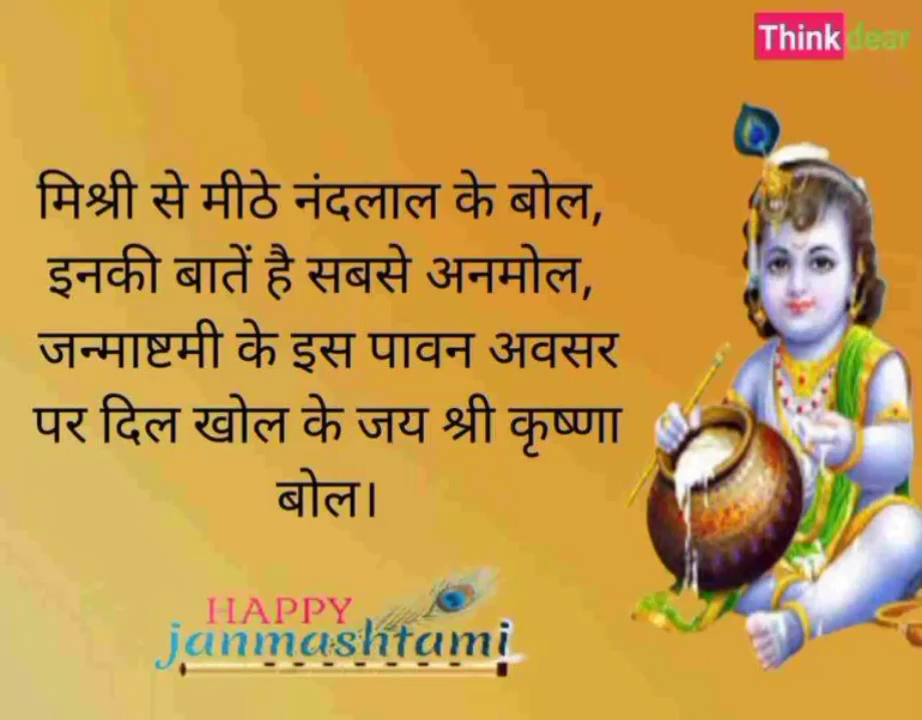 Think dear
मिश्री से मीठे नंदलाल के बोल,
इनकी बातें है सबसे अनमोल,
जन्माष्टमी के इस पावन अवसर
पर दिल खोल के जय श्री कृष्णा
बोल।
HAPPY
janmashtami